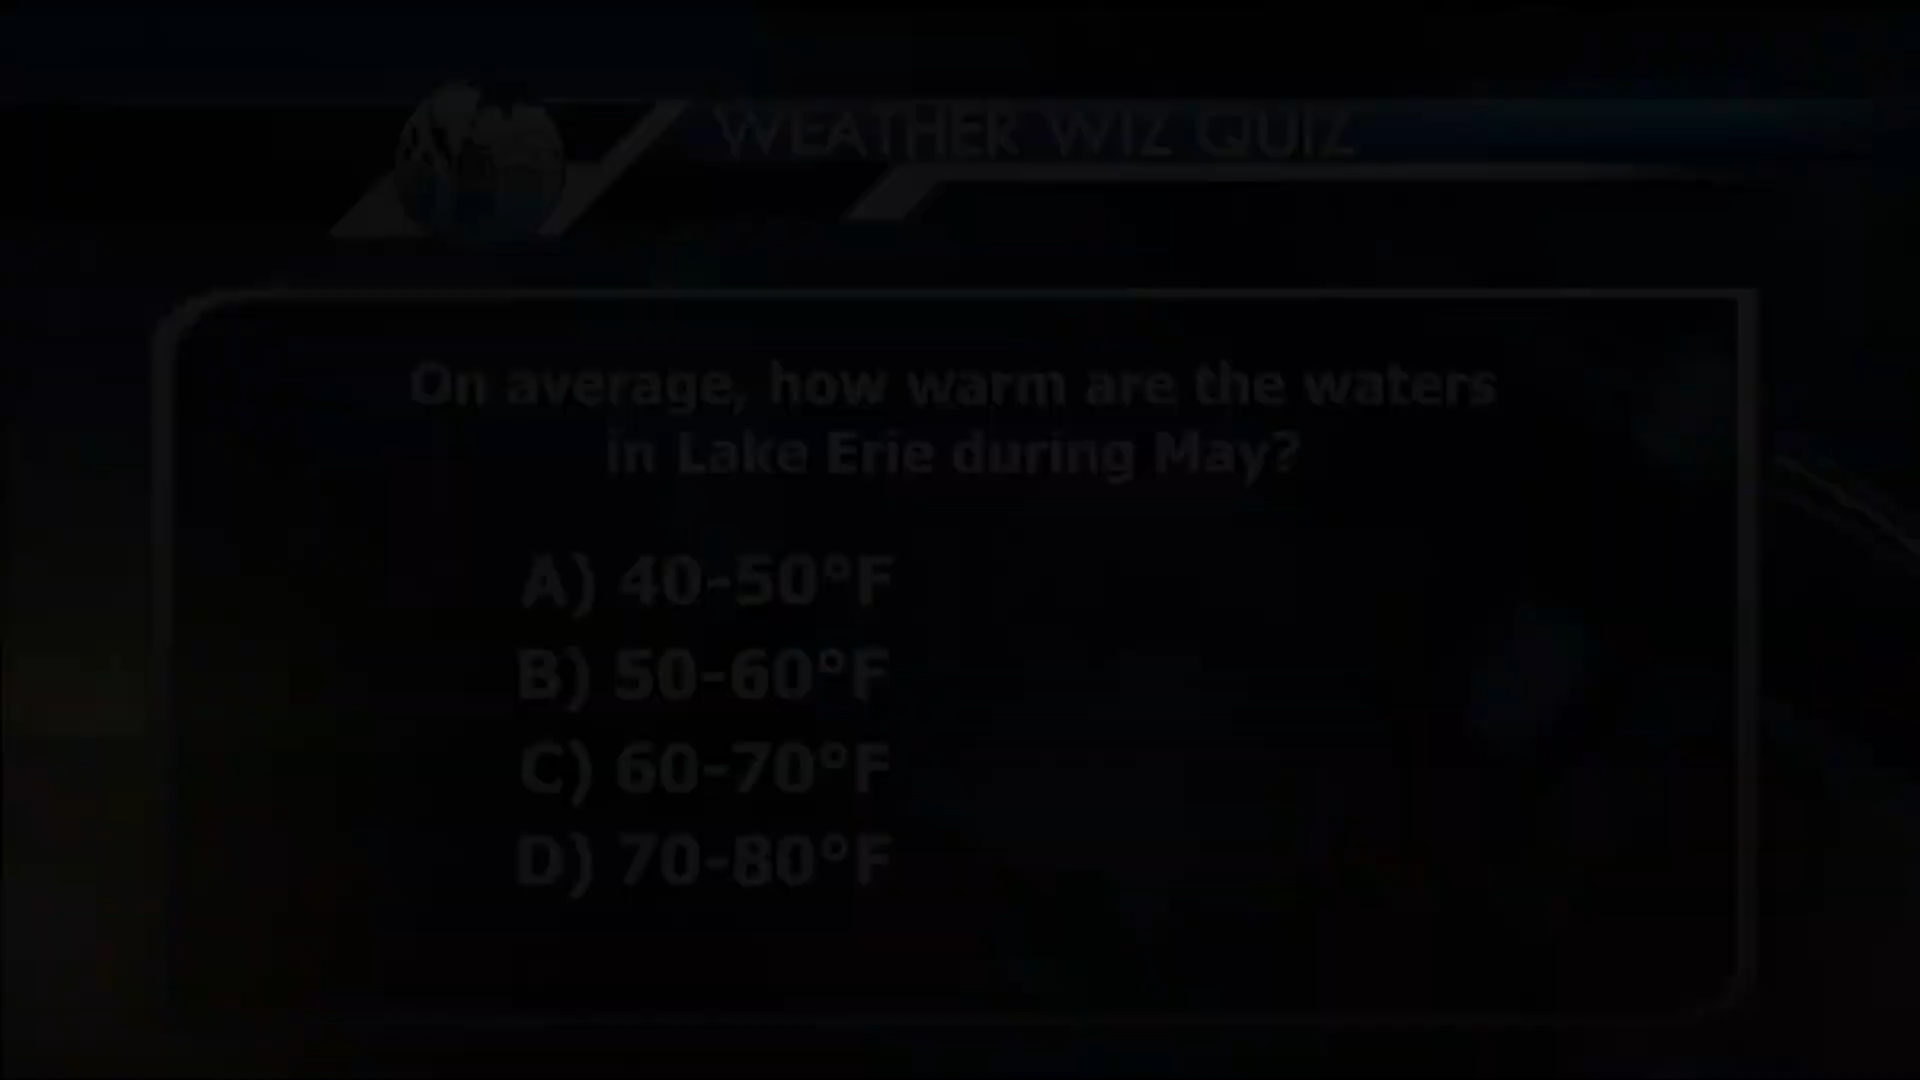 WEATHER WIZ QUIZ
On average, how warm are the waters
in Lake Erie during May?
A) 40-50°F
B) 50-60°F
C) 60-70°F
D) 70-80°F